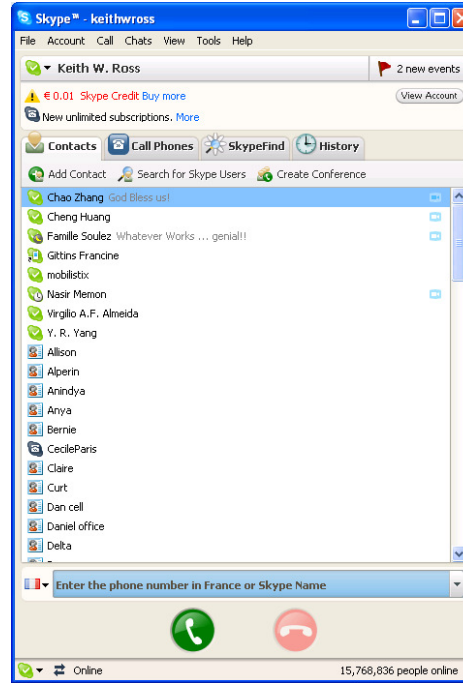 Skype™ - keithwross
File Account Call Chats View Tools Help
Keith W. Ross 2 new events
€ 0.01 Skype Credit Buy more View Account
New unlimited subscriptions. More
Contacts Call Phones SkypeFind History
Add Contact Search for Skype Users Create Conference
Chao Zhang God Bless us!
Cheng Huang
Famille Soulez Whatever Works ... genial!!
Gittins Francine
mobilistix
Nasir Memon
Virgilio A.F. Almeida
Y. R. Yang
Allison
Alperin
Anindya
Anya
Bernie
CecileParis
Claire
Curt
Dan cell
Daniel office
Delta
Enter the phone number in France or Skype Name
Online 15,768,836 people online